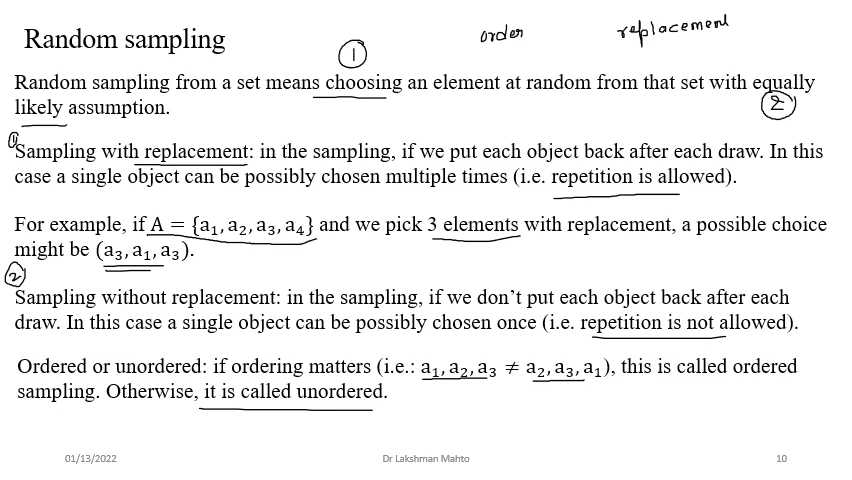 Random sampling
①
order
replacement
Random sampling from a set means choosing an element at random from that set with equally
likely assumption.
②
①
Sampling with replacement: in the sampling, if we put each object back after each draw. In this
case a single object can be possibly chosen multiple times (i.e. repetition is allowed).
For example, if A = {a₁, a₂, a₃, a₄} and we pick 3 elements with replacement, a possible choice
might be (a₃, a₁, a₃).
②
Sampling without replacement: in the sampling, if we don’t put each object back after each
draw. In this case a single object can be possibly chosen once (i.e. repetition is not allowed).
Ordered or unordered: if ordering matters (i.e.: a₁, a₂, a₃ ≠ a₂, a₃, a₁), this is called ordered
sampling. Otherwise, it is called unordered.
01/13/2022
Dr Lakshman Mahto
10